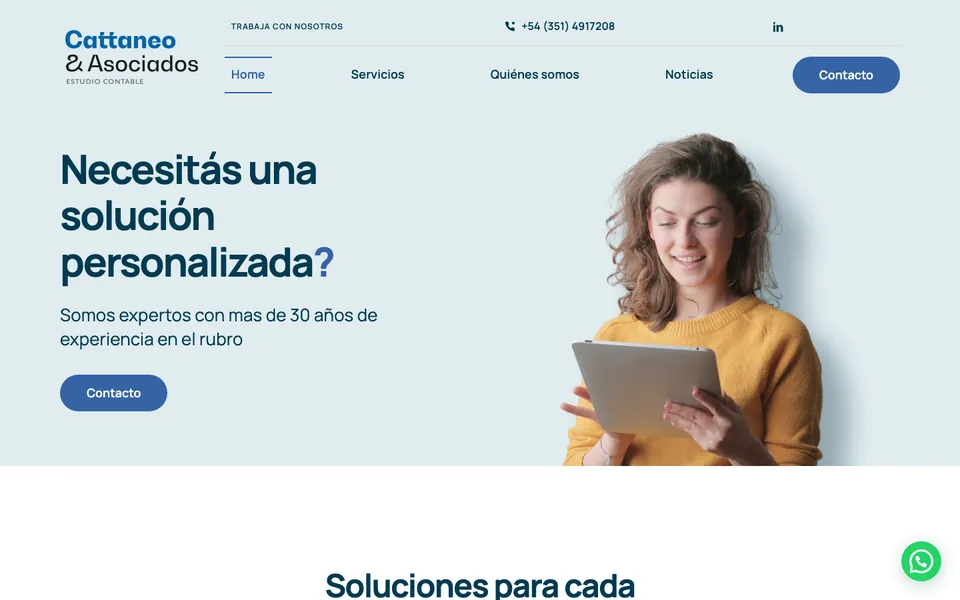 Cattaneo
& Asociados
ESTUDIO CONTABLE
TRABAJA CON NOSOTROS
+54 (351) 4917208
in
Home
Servicios
Quiénes somos
Noticias
Contacto
Necesitás una
solución
personalizada?
Somos expertos con mas de 30 años de
experiencia en el rubro
Contacto
Soluciones para cada